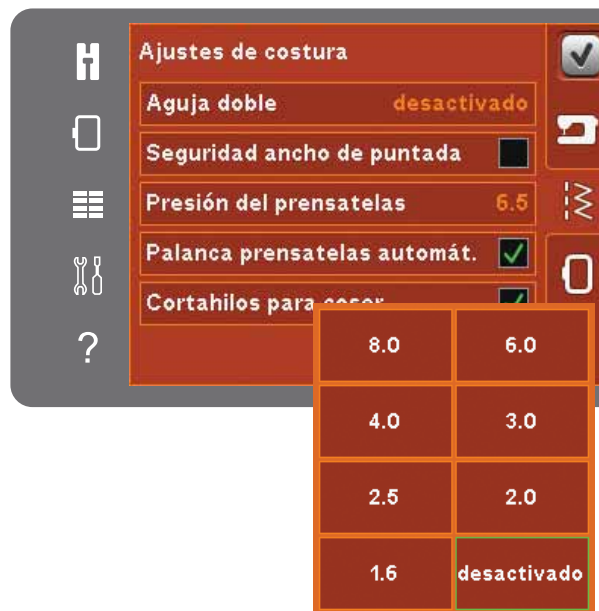 Ajustes de costura
Aguja doble desactivado
Seguridad ancho de puntada
Presión del prensatelas 6.5
Palanca prensatelas automát.
Cortahilos para coser
?
8.0 6.0
4.0 3.0
2.5 2.0
1.6 desactivado